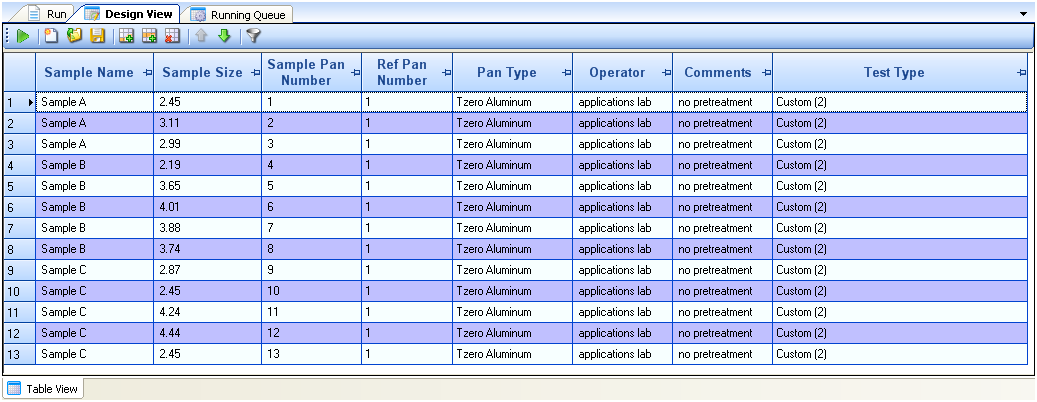 Run Design View Running Queue
Sample Name Sample Size Sample Pan Number Ref Pan Number Pan Type Operator Comments Test Type
1 Sample A 2.45 1 1 Tzero Aluminum applications lab no pretreatment Custom (2)
2 Sample A 3.11 2 1 Tzero Aluminum applications lab no pretreatment Custom (2)
3 Sample A 2.99 3 1 Tzero Aluminum applications lab no pretreatment Custom (2)
4 Sample B 2.19 4 1 Tzero Aluminum applications lab no pretreatment Custom (2)
5 Sample B 3.65 5 1 Tzero Aluminum applications lab no pretreatment Custom (2)
6 Sample B 4.01 6 1 Tzero Aluminum applications lab no pretreatment Custom (2)
7 Sample B 3.88 7 1 Tzero Aluminum applications lab no pretreatment Custom (2)
8 Sample B 3.74 8 1 Tzero Aluminum applications lab no pretreatment Custom (2)
9 Sample C 2.87 9 1 Tzero Aluminum applications lab no pretreatment Custom (2)
10 Sample C 2.45 10 1 Tzero Aluminum applications lab no pretreatment Custom (2)
11 Sample C 4.24 11 1 Tzero Aluminum applications lab no pretreatment Custom (2)
12 Sample C 4.44 12 1 Tzero Aluminum applications lab no pretreatment Custom (2)
13 Sample C 2.45 13 1 Tzero Aluminum applications lab no pretreatment Custom (2)
Table View